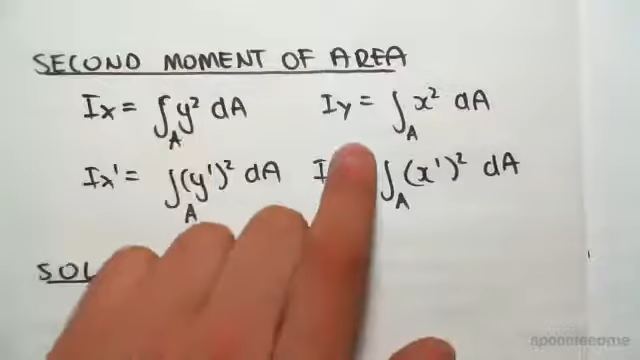 SECOND MOMENT OF AREA
Ix = ∫A y² dA    Iy = ∫A x² dA
Ix' = ∫A (y')² dA    I ∫A (x')² dA
SOL